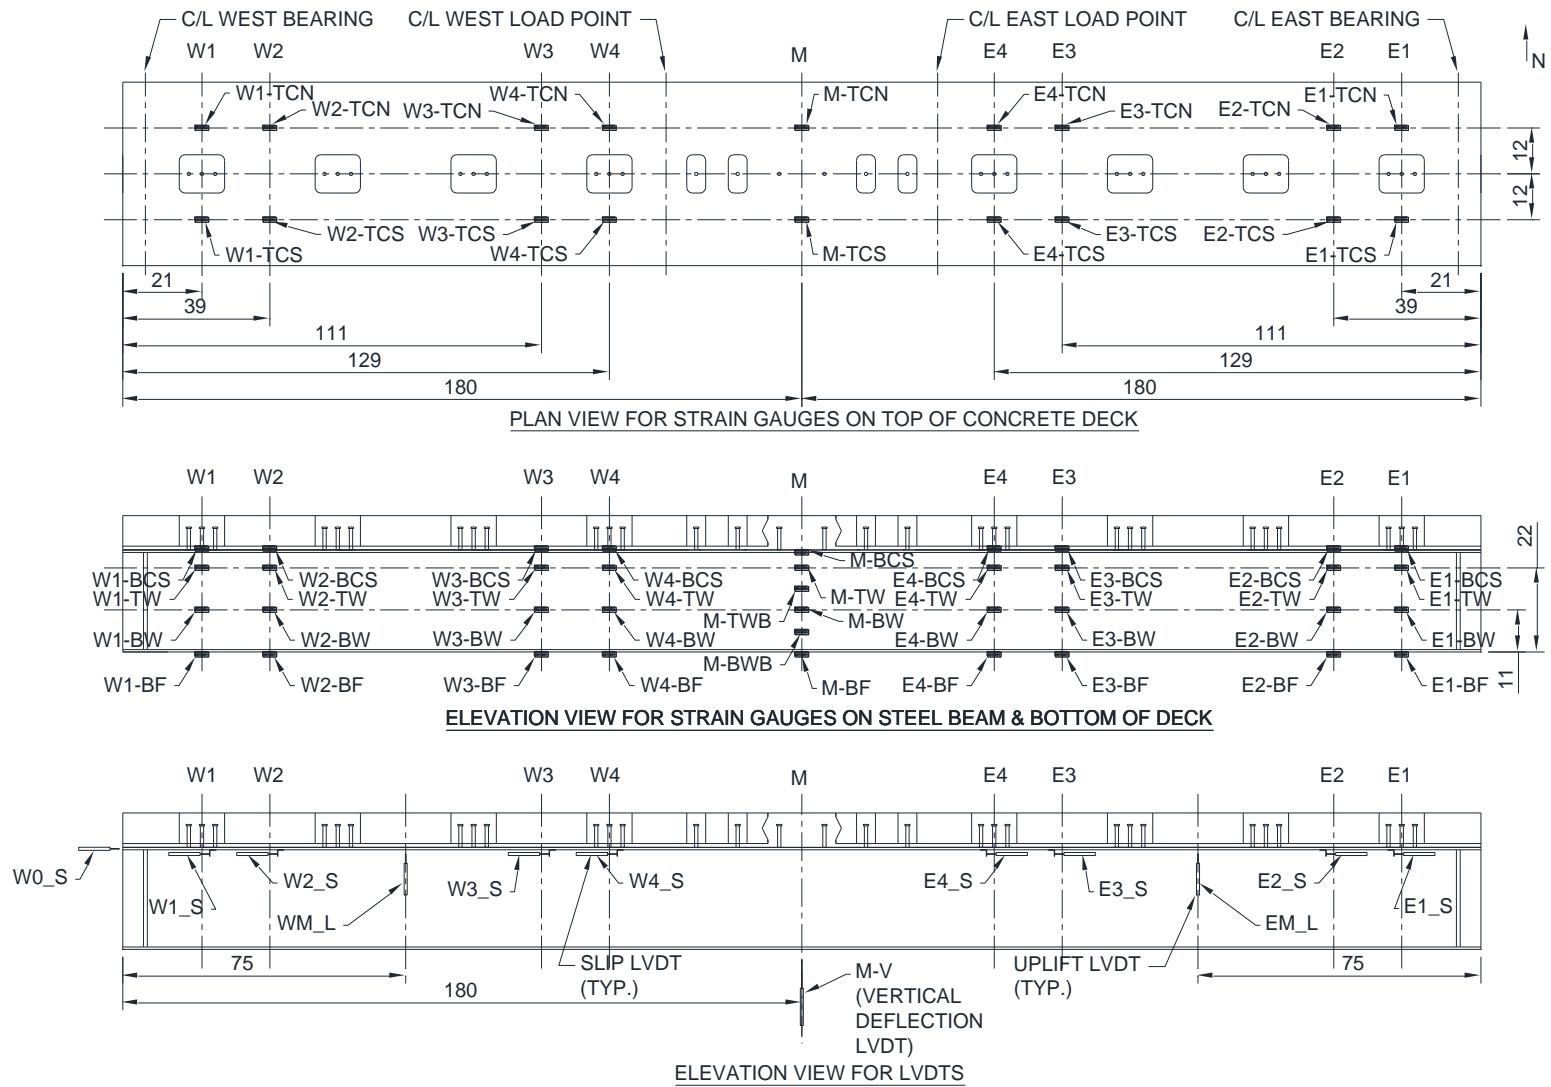 C/L WEST BEARING
C/L WEST LOAD POINT
C/L EAST LOAD POINT
C/L EAST BEARING
W1
W2
W3
W4
M
E4
E3
E2
E1
N
W1-TCN
W2-TCN
W3-TCN
W4-TCN
M-TCN
E4-TCN
E3-TCN
E2-TCN
E1-TCN
12
12
W1-TCS
W2-TCS
W3-TCS
W4-TCS
M-TCS
E4-TCS
E3-TCS
E2-TCS
E1-TCS
21
21
39
39
111
111
129
129
180
180
PLAN VIEW FOR STRAIN GAUGES ON TOP OF CONCRETE DECK
W1
W2
W3
W4
M
E4
E3
E2
E1
22
M-BCS
W1-BCS
W2-BCS
W3-BCS
W4-BCS
E4-BCS
E3-BCS
E2-BCS
E1-BCS
W1-TW
W2-TW
W3-TW
W4-TW
M-TW
E4-TW
E3-TW
E2-TW
E1-TW
M-TWB
M-BW
W1-BW
W2-BW
W3-BW
W4-BW
E4-BW
E3-BW
E2-BW
E1-BW
M-BWB
11
W1-BF
W2-BF
W3-BF
W4-BF
M-BF
E4-BF
E3-BF
E2-BF
E1-BF
ELEVATION VIEW FOR STRAIN GAUGES ON STEEL BEAM & BOTTOM OF DECK
W1
W2
W3
W4
M
E4
E3
E2
E1
W0_S
W1_S
W2_S
W3_S
W4_S
E4_S
E3_S
E2_S
E1_S
WM_L
EM_L
75
SLIP LVDT
(TYP.)
M-V
(VERTICAL
DEFLECTION
LVDT)
UPLIFT LVDT
(TYP.)
75
180
ELEVATION VIEW FOR LVDTS